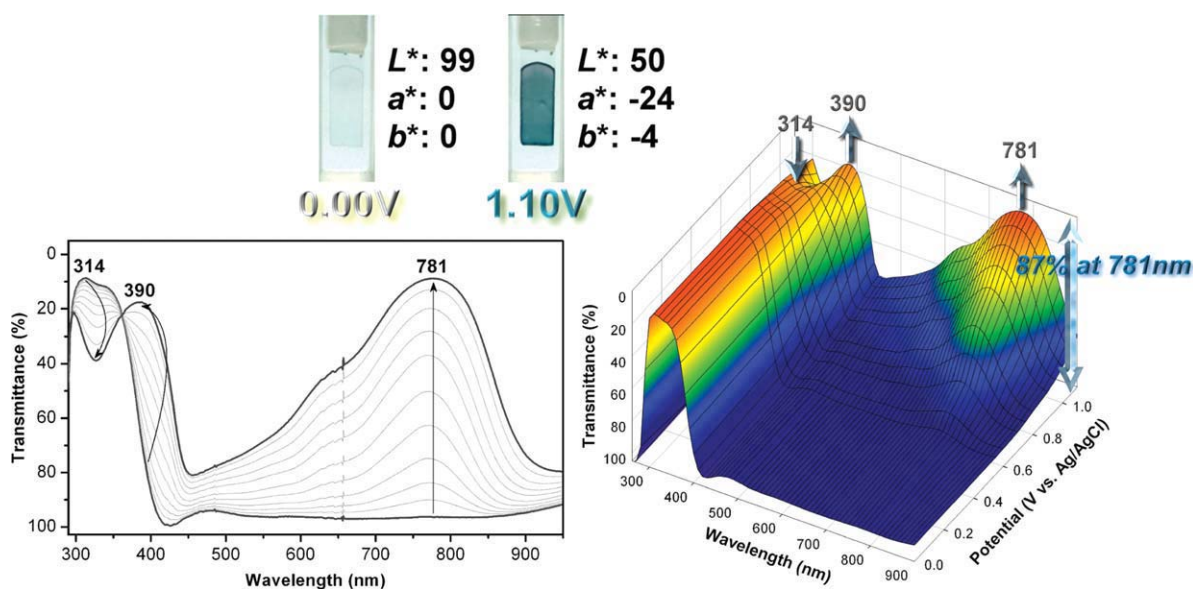 L*: 99
a*: 0
b*: 0
0.00V
L*: 50
a*: -24
b*: -4
1.10V
0
20
40
60
80
100
Transmittance (%)
314
390
781
300
400
500
600
700
800
900
Wavelength (nm)
314
390
781
87% at 781nm
0
20
40
60
80
100
Transmittance (%)
300
400
500
600
700
800
900
Wavelength (nm)
0.0
0.2
0.4
0.6
0.8
1.0
Potential (V vs. Ag/AgCl)